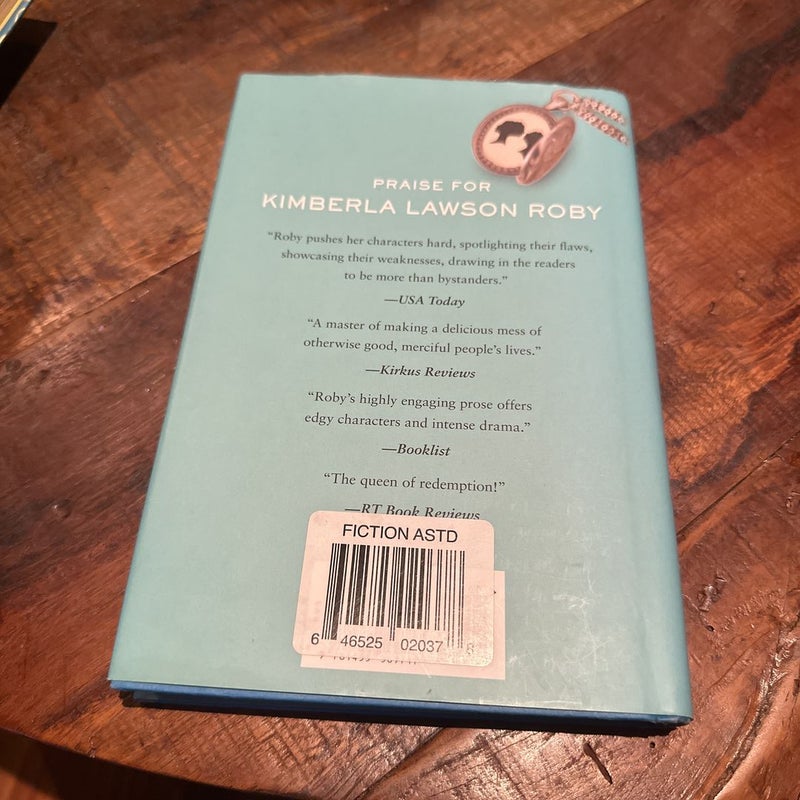 PRAISE FOR
KIMBERLA LAWSON ROBY
“Roby pushes her characters hard, spotlighting their flaws,
showcasing their weaknesses, drawing in the readers
to be more than bystanders.”
—USA Today
“A master of making a delicious mess of
otherwise good, merciful people’s lives.”
—Kirkus Reviews
“Roby’s highly engaging prose offers
edgy characters and intense drama.”
—Booklist
“The queen of redemption!”
—RT Book Reviews
FICTION ASTD
6 46525 02037 8